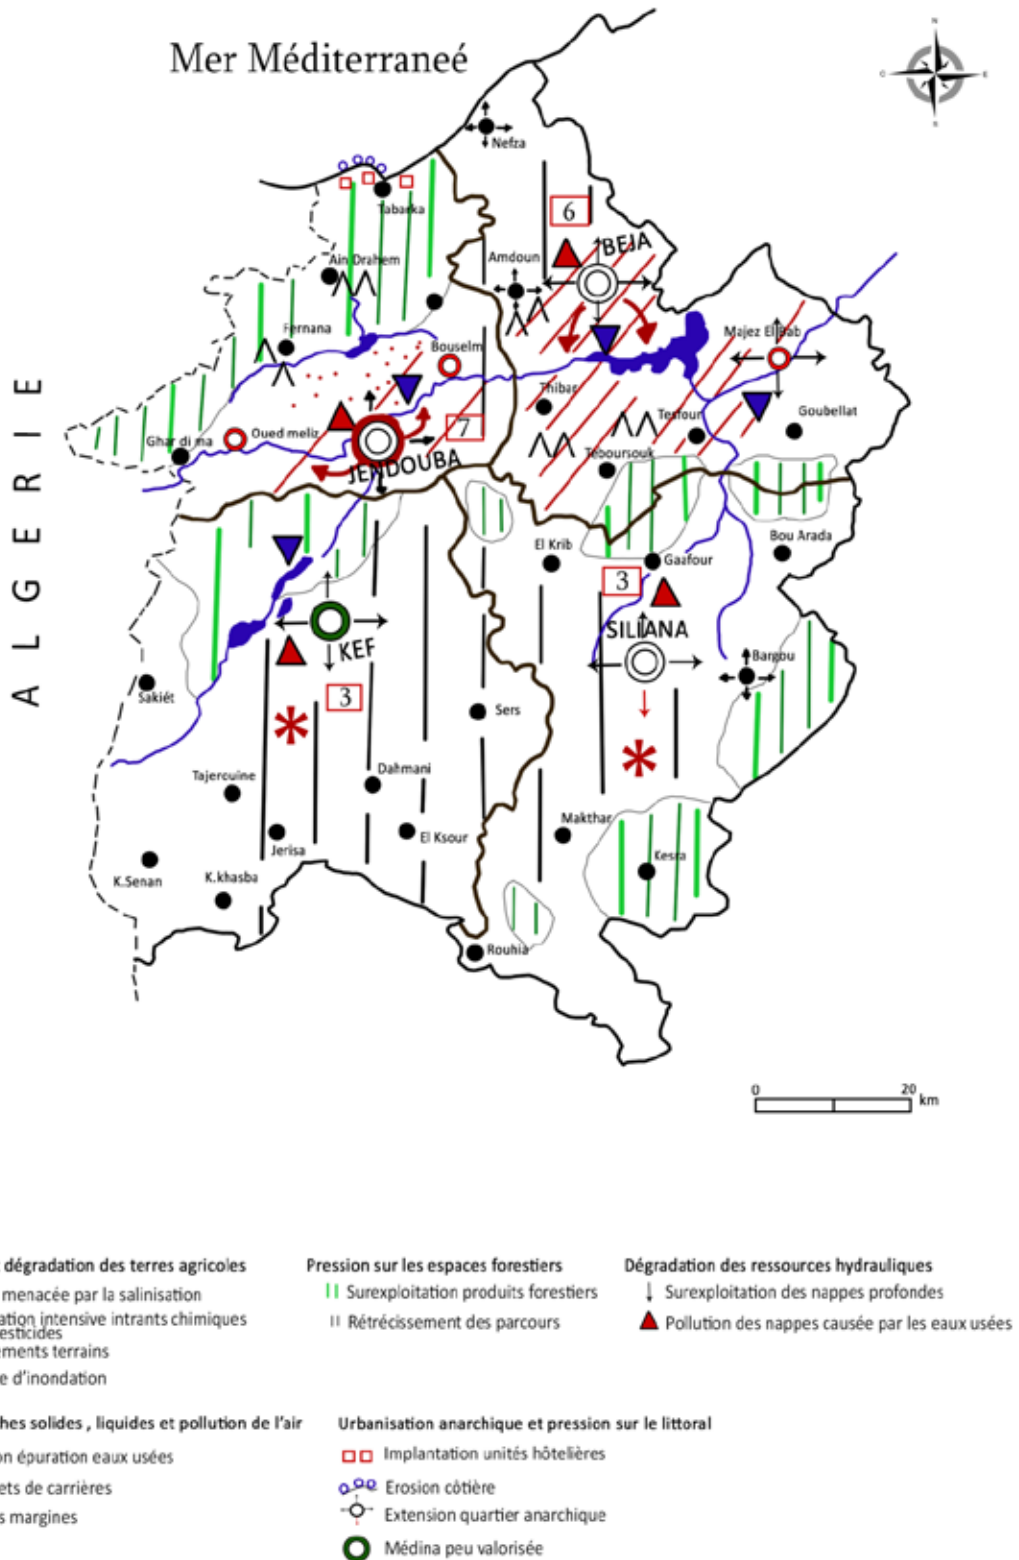 Mer Méditerraneé
N
O E
S
Nefza
Tabarka
6
BEJA
Ain Drahem
Amdoun
Fernana
Bouselm
Majez El Bab
Thibar
Testour
Goubellat
ALGERIE
Ghar di ma
Oued meliz
7
JENDOUBA
Teboursouk
El Krib
Gaafour
Bou Arada
3
SILIANA
KEF
Bargou
Sakiét
3
Sers
Tajerouine
Dahmani
Jerisa
El Ksour
Makthar
K.Senan
K.khasba
Kesra
Rouhia
0 20
km
dégradation des terres agricoles
menacée par la salinisation
ation intensive intrants chimiques
esticides
ements terrains
e d'inondation
Pression sur les espaces forestiers
Surexploitation produits forestiers
Rétrécissement des parcours
Dégradation des ressources hydrauliques
Surexploitation des nappes profondes
Pollution des nappes causée par les eaux usées
hes solides , liquides et pollution de l'air
on épuration eaux usées
ets de carrières
s margines
Urbanisation anarchique et pression sur le littoral
Implantation unités hôtelières
Erosion côtière
Extension quartier anarchique
Médina peu valorisée